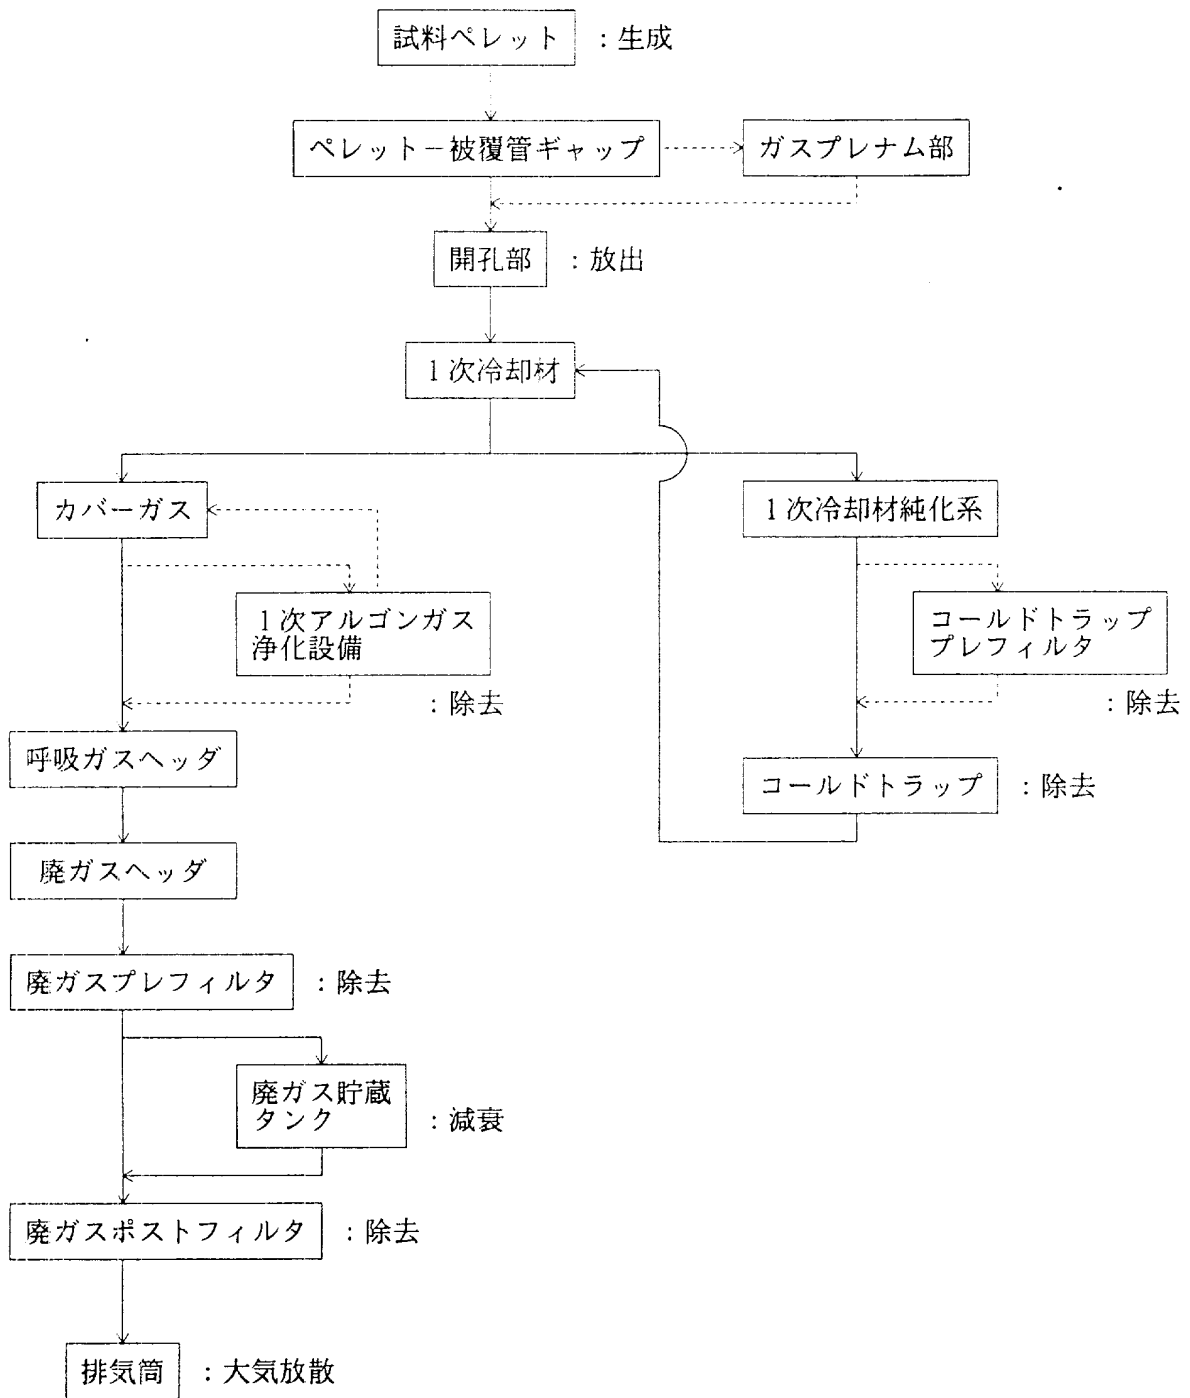 試料ペレット ：生成
ペレット－被覆管ギャップ
ガスプレナム部
開孔部 ：放出
1次冷却材
カバーガス
1次冷却材純化系
1次アルゴンガス
浄化設備
：除去
コールドトラップ
プレフィルタ
：除去
呼吸ガスヘッダ
コールドトラップ ：除去
廃ガスヘッダ
廃ガスプレフィルタ ：除去
廃ガス貯蔵
タンク
：減衰
廃ガスポストフィルタ ：除去
排気筒 ：大気放散